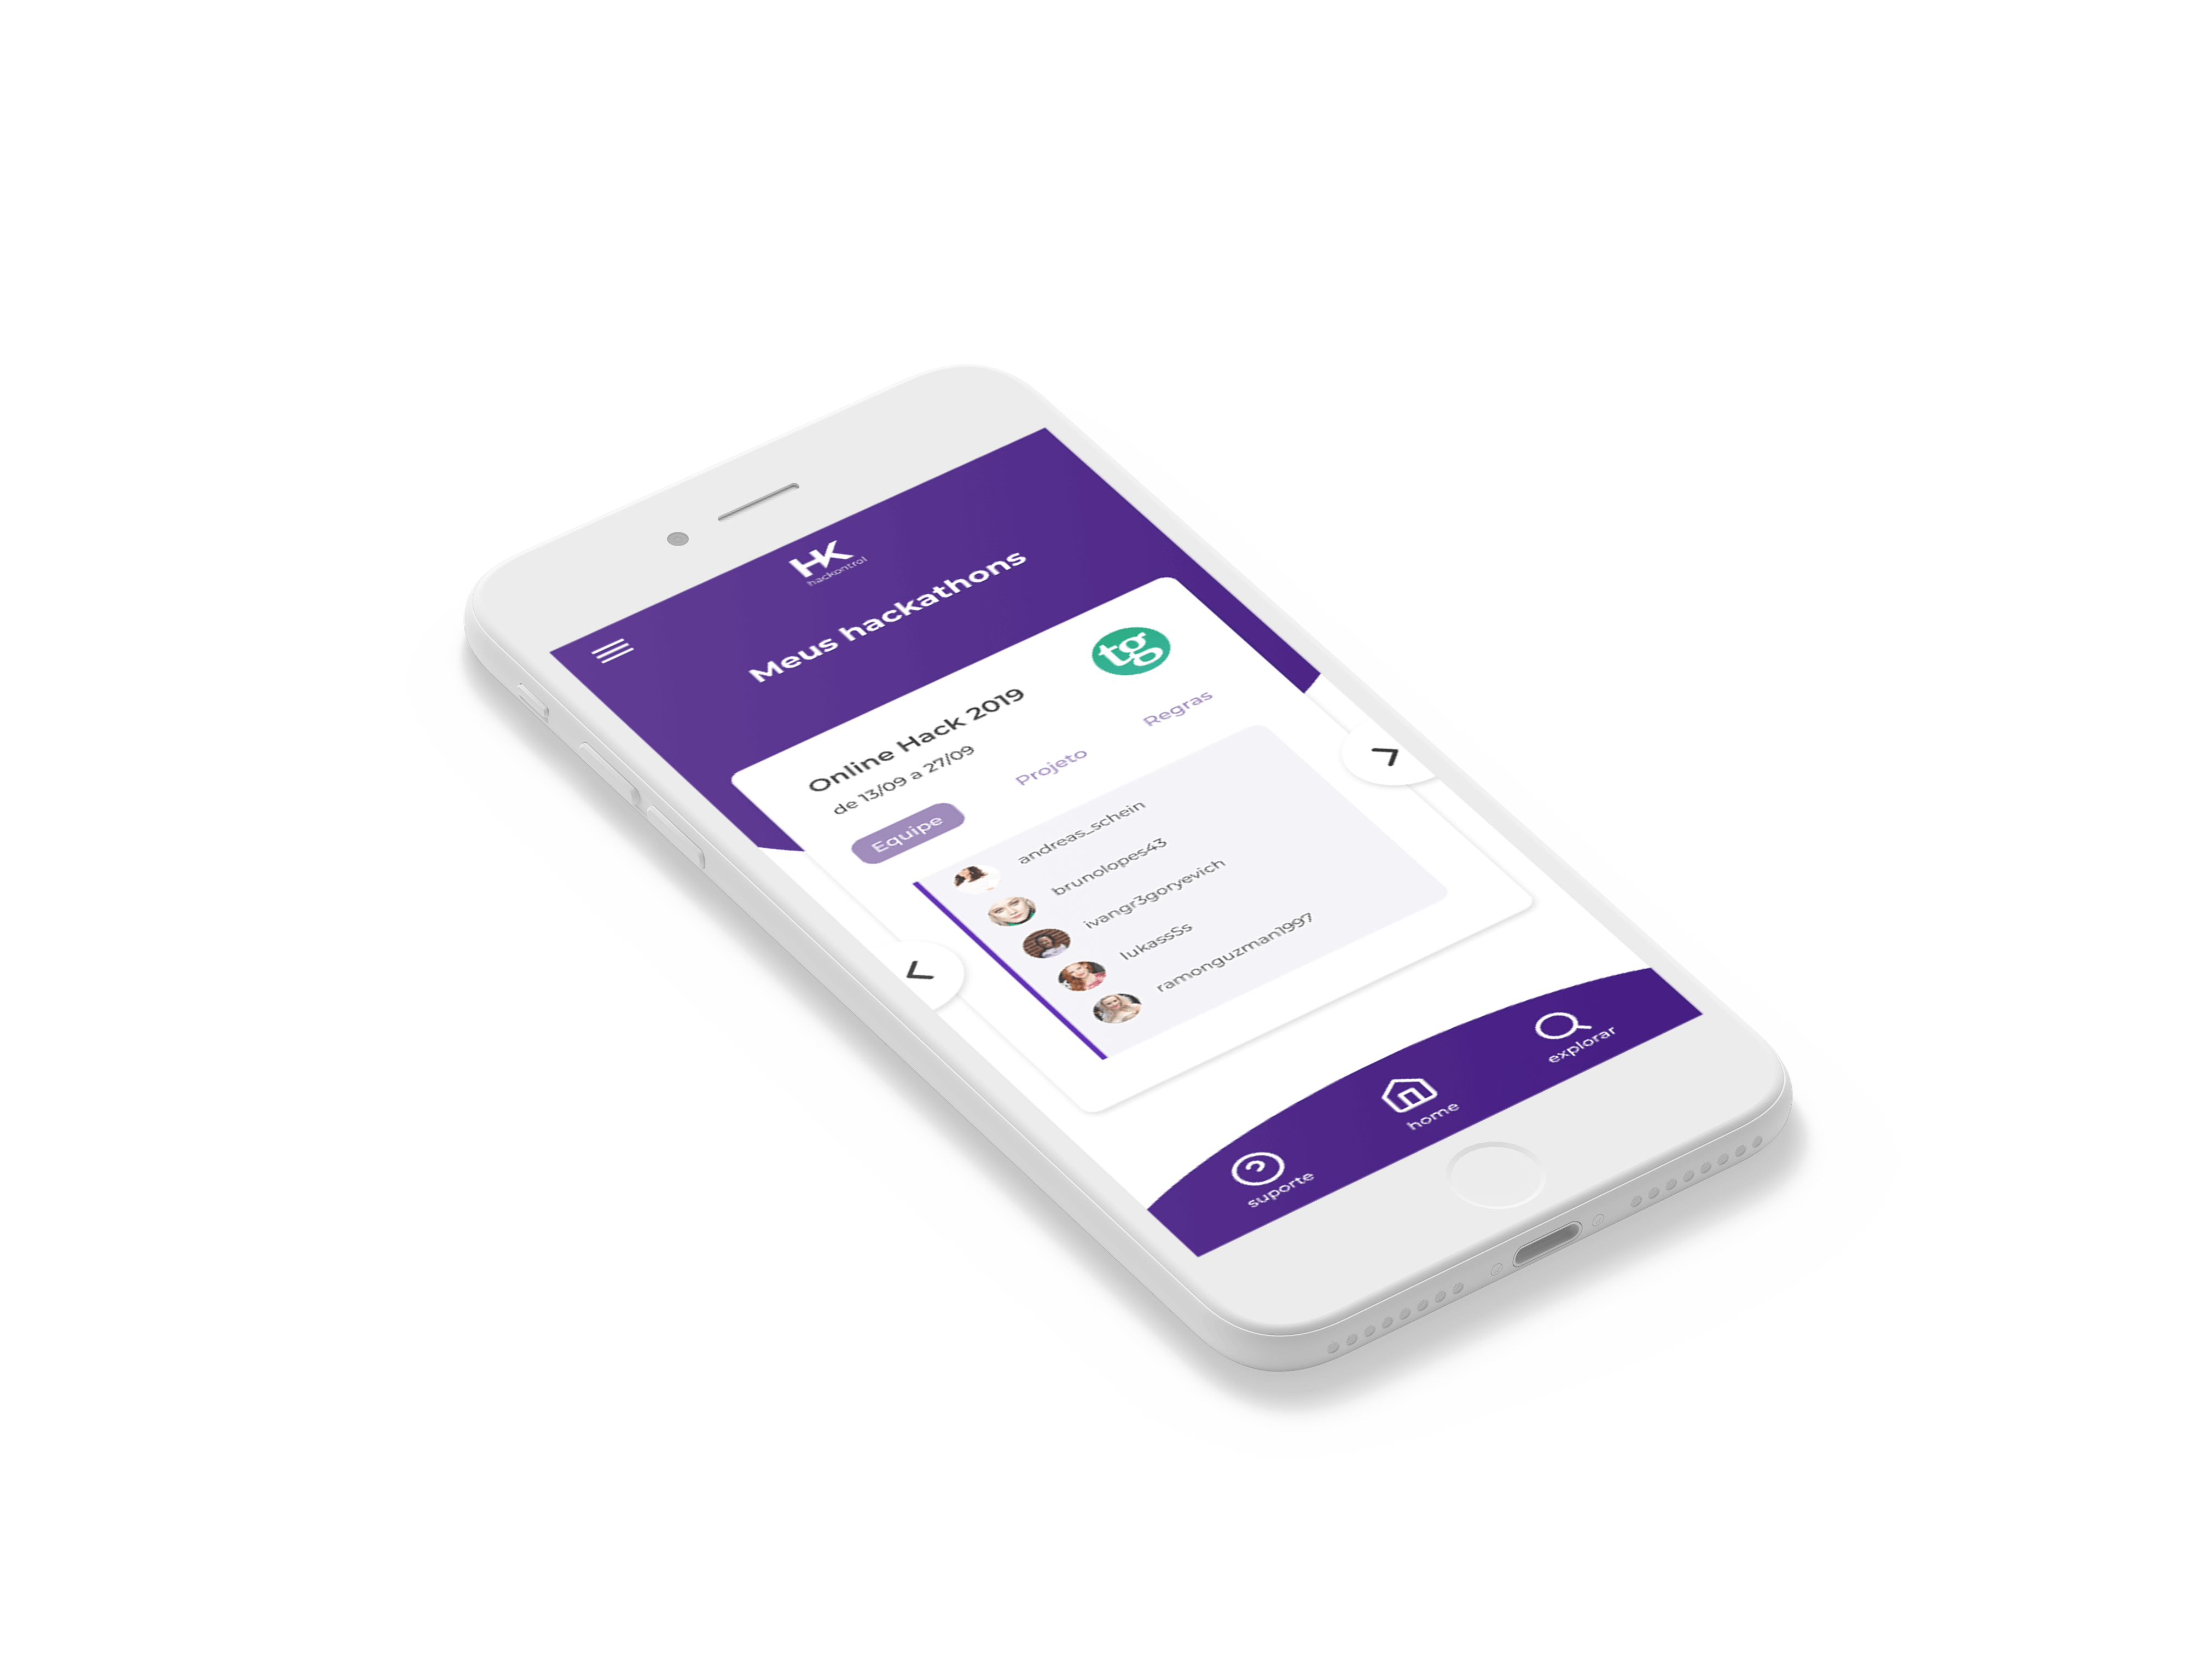 HK
hackontrol
Meus hackathons
Online Hack 2019
tg
de 13/09 a 27/09
Equipe
Projeto
Regras
andreas_schein
brunolopes43
ivangr3goryevich
lukassSs
ramonguzman1997
suporte
home
explorar